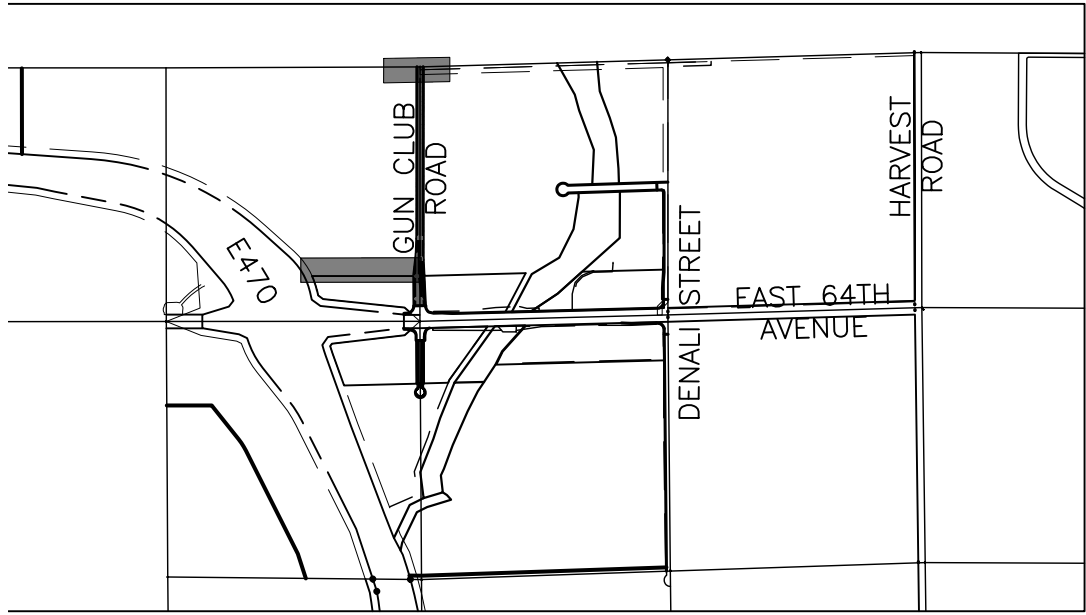 GUN CLUB
ROAD
HARVEST
ROAD
E470
DENALI STREET
EAST 64TH
AVENUE